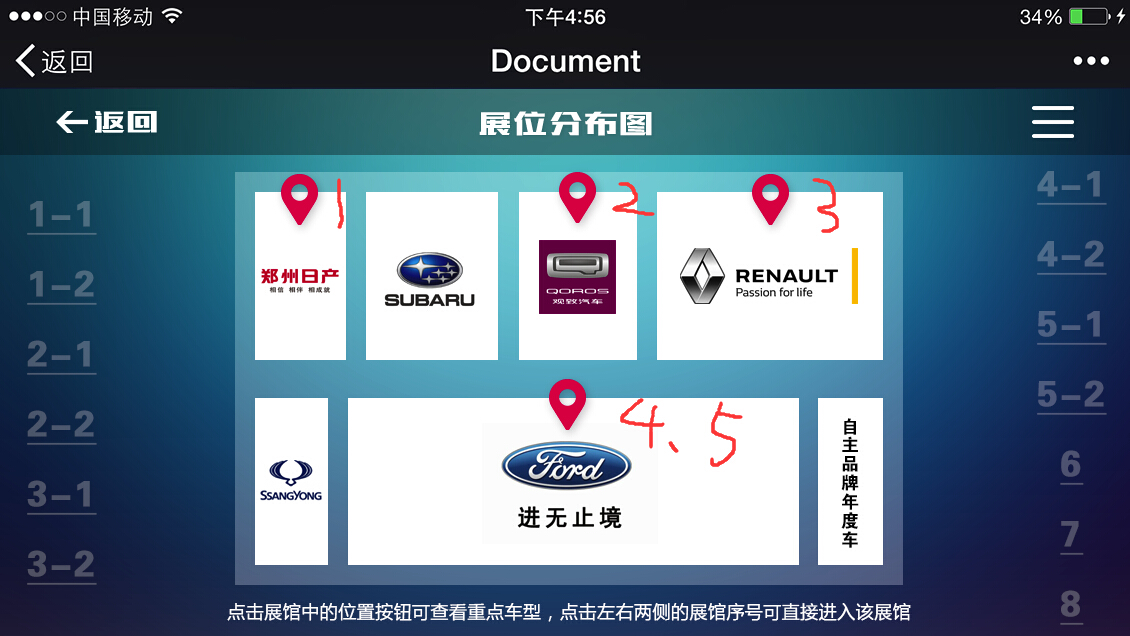 中国移动 下午4:56 34%
返回 Document
返回 展位分布图
1-1
1-2
2-1
2-2
3-1
3-2
1
郑州日产
相信 相伴 相成就
SUBARU
2
QOROS
观致汽车
3
RENAULT
Passion for life
SSANGYONG
4、5
Ford
进无止境
自主品牌年度车
4-1
4-2
5-1
5-2
6
7
8
点击展馆中的位置按钮可查看重点车型，点击左右两侧的展馆序号可直接进入该展馆